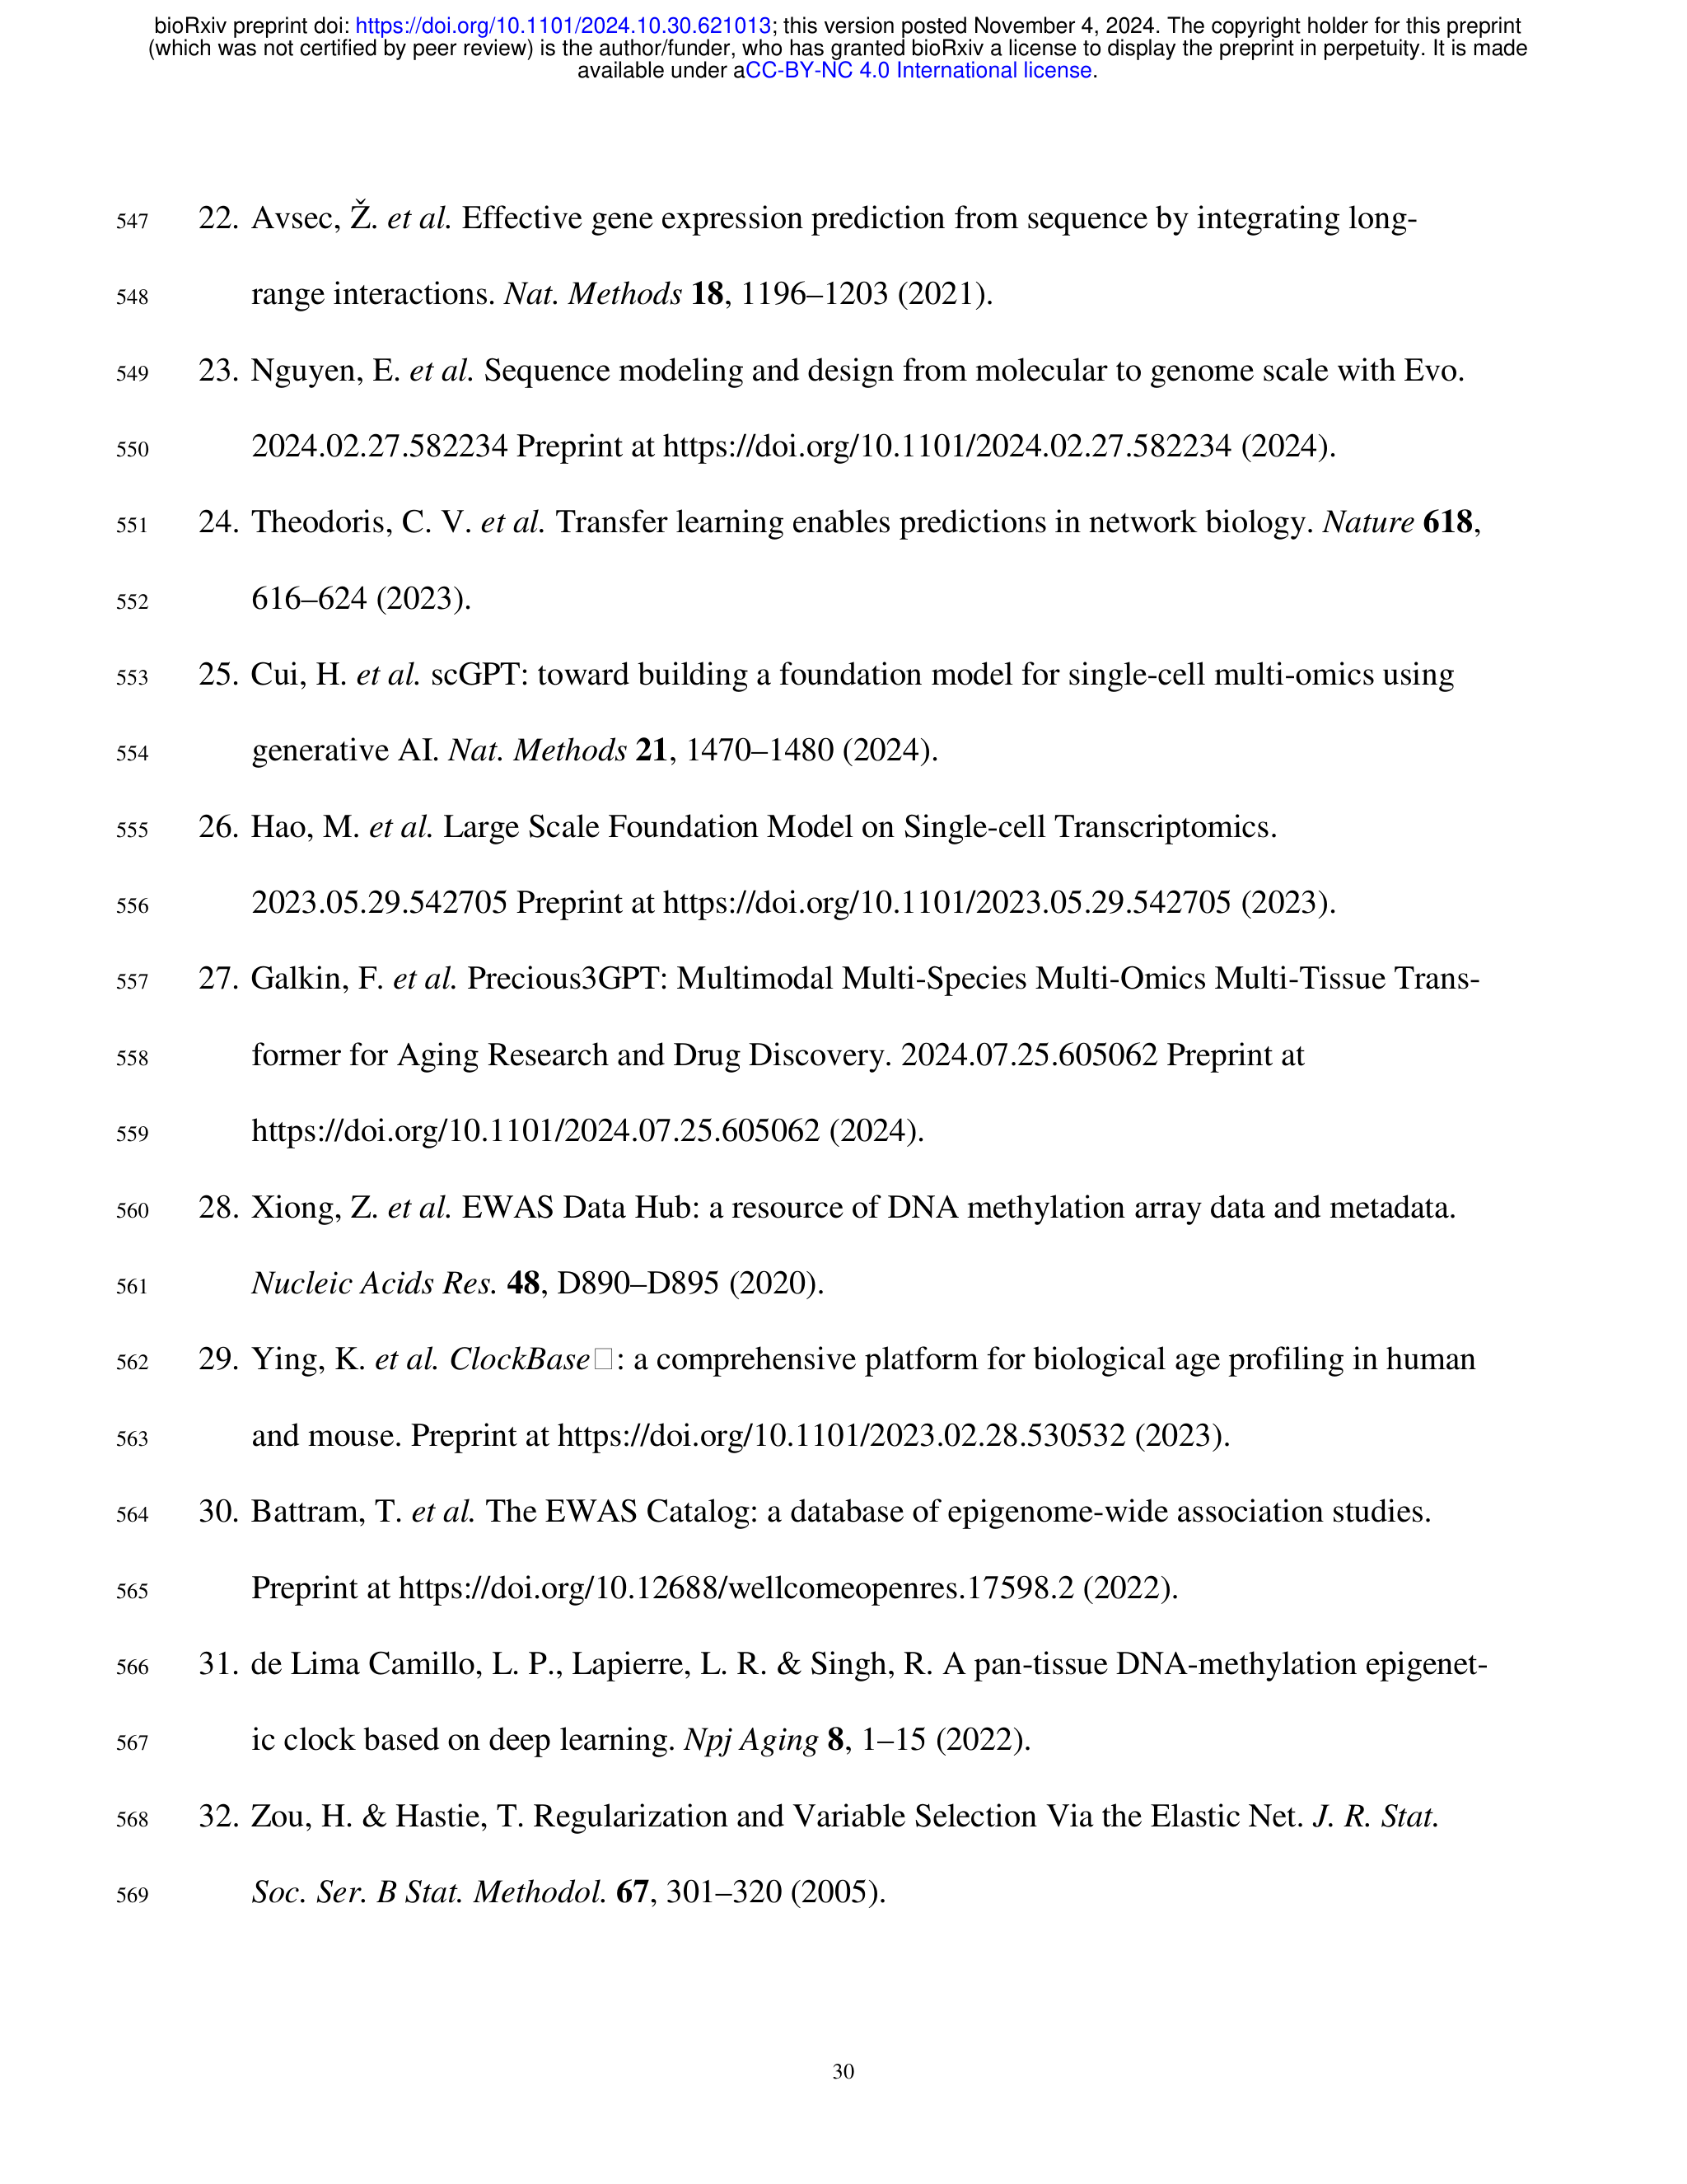 bioRxiv preprint doi: https://doi.org/10.1101/2024.10.30.621013; this version posted November 4, 2024. The copyright holder for this preprint
(which was not certified by peer review) is the author/funder, who has granted bioRxiv a license to display the preprint in perpetuity. It is made
available under aCC-BY-NC 4.0 International license.
547 22. Avsec, Ž. et al. Effective gene expression prediction from sequence by integrating long-
548 range interactions. Nat. Methods 18, 1196–1203 (2021).
549 23. Nguyen, E. et al. Sequence modeling and design from molecular to genome scale with Evo.
550 2024.02.27.582234 Preprint at https://doi.org/10.1101/2024.02.27.582234 (2024).
551 24. Theodoris, C. V. et al. Transfer learning enables predictions in network biology. Nature 618,
552 616–624 (2023).
553 25. Cui, H. et al. scGPT: toward building a foundation model for single-cell multi-omics using
554 generative AI. Nat. Methods 21, 1470–1480 (2024).
555 26. Hao, M. et al. Large Scale Foundation Model on Single-cell Transcriptomics.
556 2023.05.29.542705 Preprint at https://doi.org/10.1101/2023.05.29.542705 (2023).
557 27. Galkin, F. et al. Precious3GPT: Multimodal Multi-Species Multi-Omics Multi-Tissue Trans-
558 former for Aging Research and Drug Discovery. 2024.07.25.605062 Preprint at
559 https://doi.org/10.1101/2024.07.25.605062 (2024).
560 28. Xiong, Z. et al. EWAS Data Hub: a resource of DNA methylation array data and metadata.
561 Nucleic Acids Res. 48, D890–D895 (2020).
562 29. Ying, K. et al. ClockBase□: a comprehensive platform for biological age profiling in human
563 and mouse. Preprint at https://doi.org/10.1101/2023.02.28.530532 (2023).
564 30. Battram, T. et al. The EWAS Catalog: a database of epigenome-wide association studies.
565 Preprint at https://doi.org/10.12688/wellcomeopenres.17598.2 (2022).
566 31. de Lima Camillo, L. P., Lapierre, L. R. & Singh, R. A pan-tissue DNA-methylation epigenet-
567 ic clock based on deep learning. Npj Aging 8, 1–15 (2022).
568 32. Zou, H. & Hastie, T. Regularization and Variable Selection Via the Elastic Net. J. R. Stat.
569 Soc. Ser. B Stat. Methodol. 67, 301–320 (2005).
30